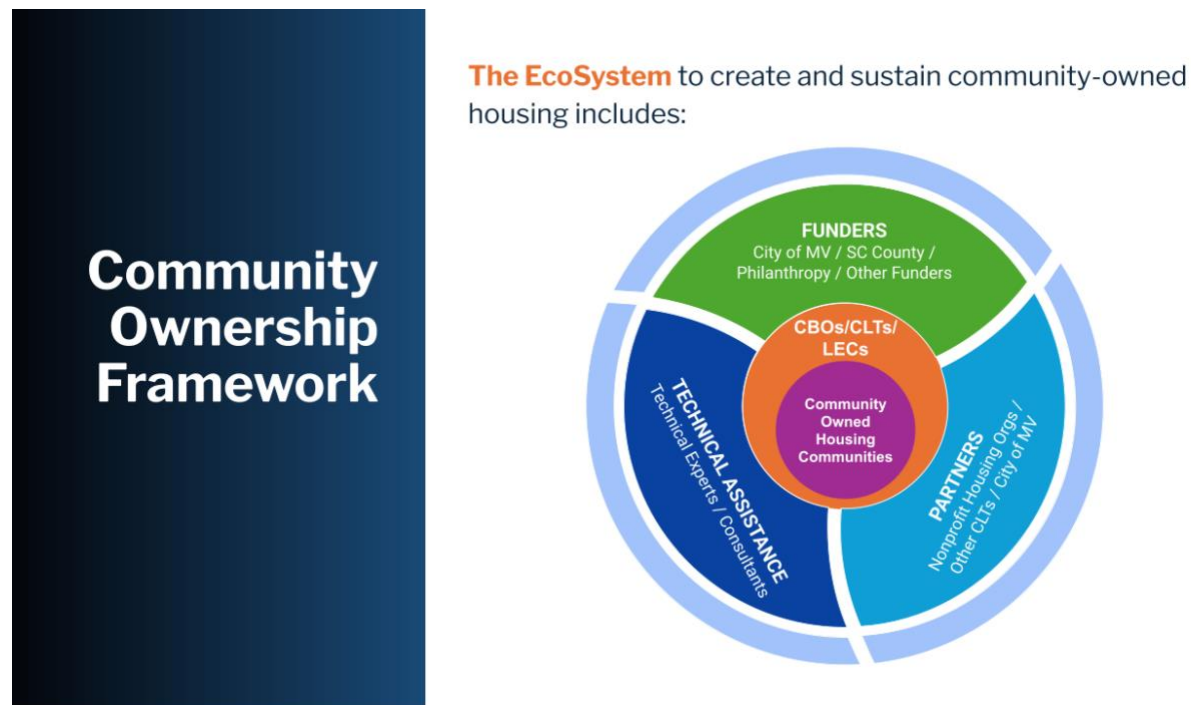 Community
Ownership
Framework
The EcoSystem to create and sustain community-owned
housing includes:
FUNDERS
City of MV / SC County /
Philanthropy / Other Funders
CBOs/CLTs/
LECs
Community
Owned
Housing
Communities
TECHNICAL ASSISTANCE
Technical Experts / Consultants
PARTNERS
Nonprofit Housing Orgs /
Other CLTs / City of MV